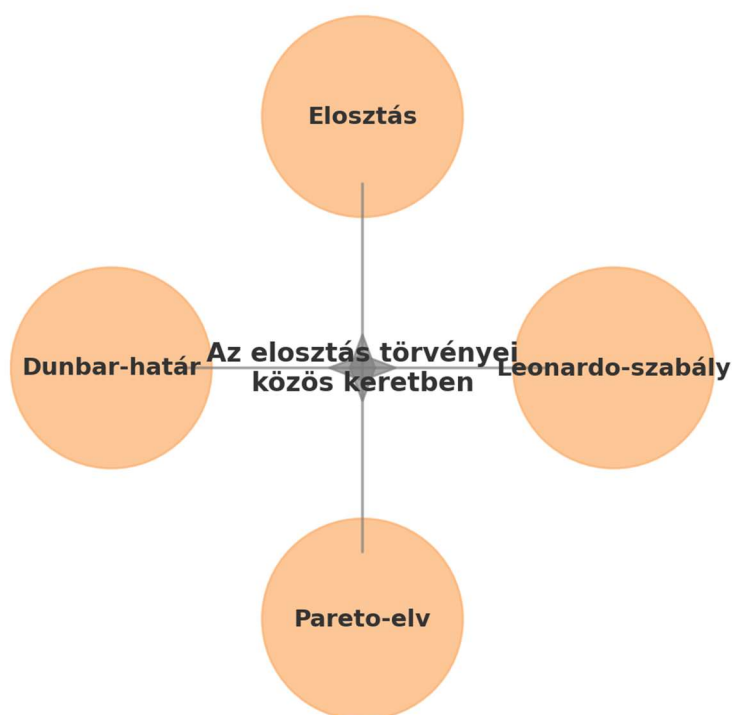 Elosztás
Dunbar-határ
Az elosztás törvényei
közös keretben
Leonardo-szabály
Pareto-elv